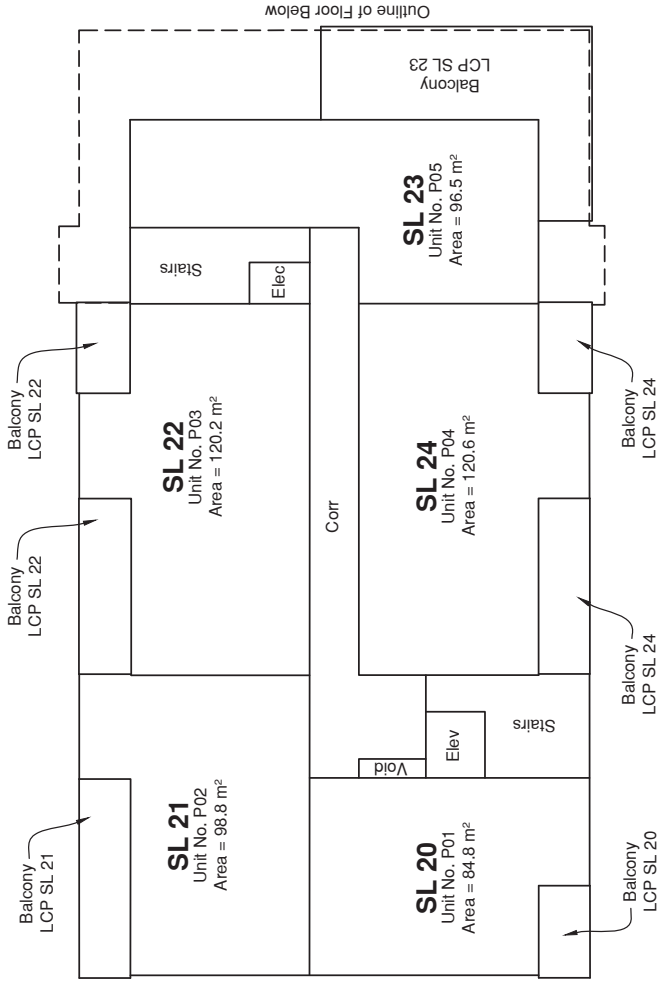 Outline of Floor Below
Balcony
LCP SL 23
SL 23
Unit No. P05
Area = 96.5 m²
Stairs
Elec
Balcony
LCP SL 22
Balcony
LCP SL 24
SL 22
Unit No. P03
Area = 120.2 m²
SL 24
Unit No. P04
Area = 120.6 m²
Corr
Balcony
LCP SL 22
Balcony
LCP SL 24
Stairs
Elev
Void
SL 21
Unit No. P02
Area = 98.8 m²
SL 20
Unit No. P01
Area = 84.8 m²
Balcony
LCP SL 21
Balcony
LCP SL 20